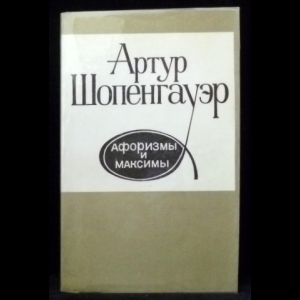 Артур
Шопенгауэр
Афоризмы
и
максимы